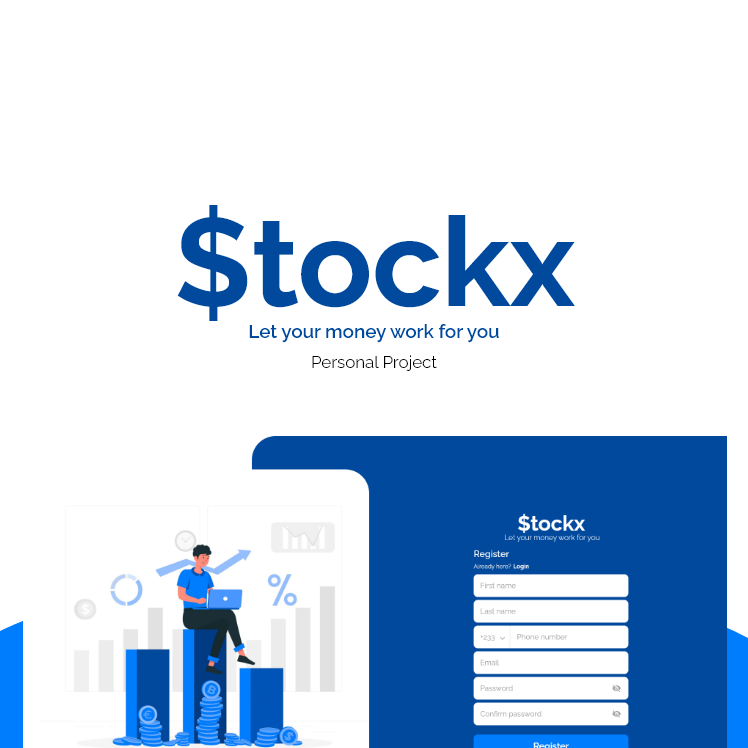 $tockx
Let your money work for you
Personal Project
$tockx
Let your money work for you
Register
Already here? Login
First name
Last name
+233
Phone number
Email
Password
Confirm password
Register
%
$
€
B
$